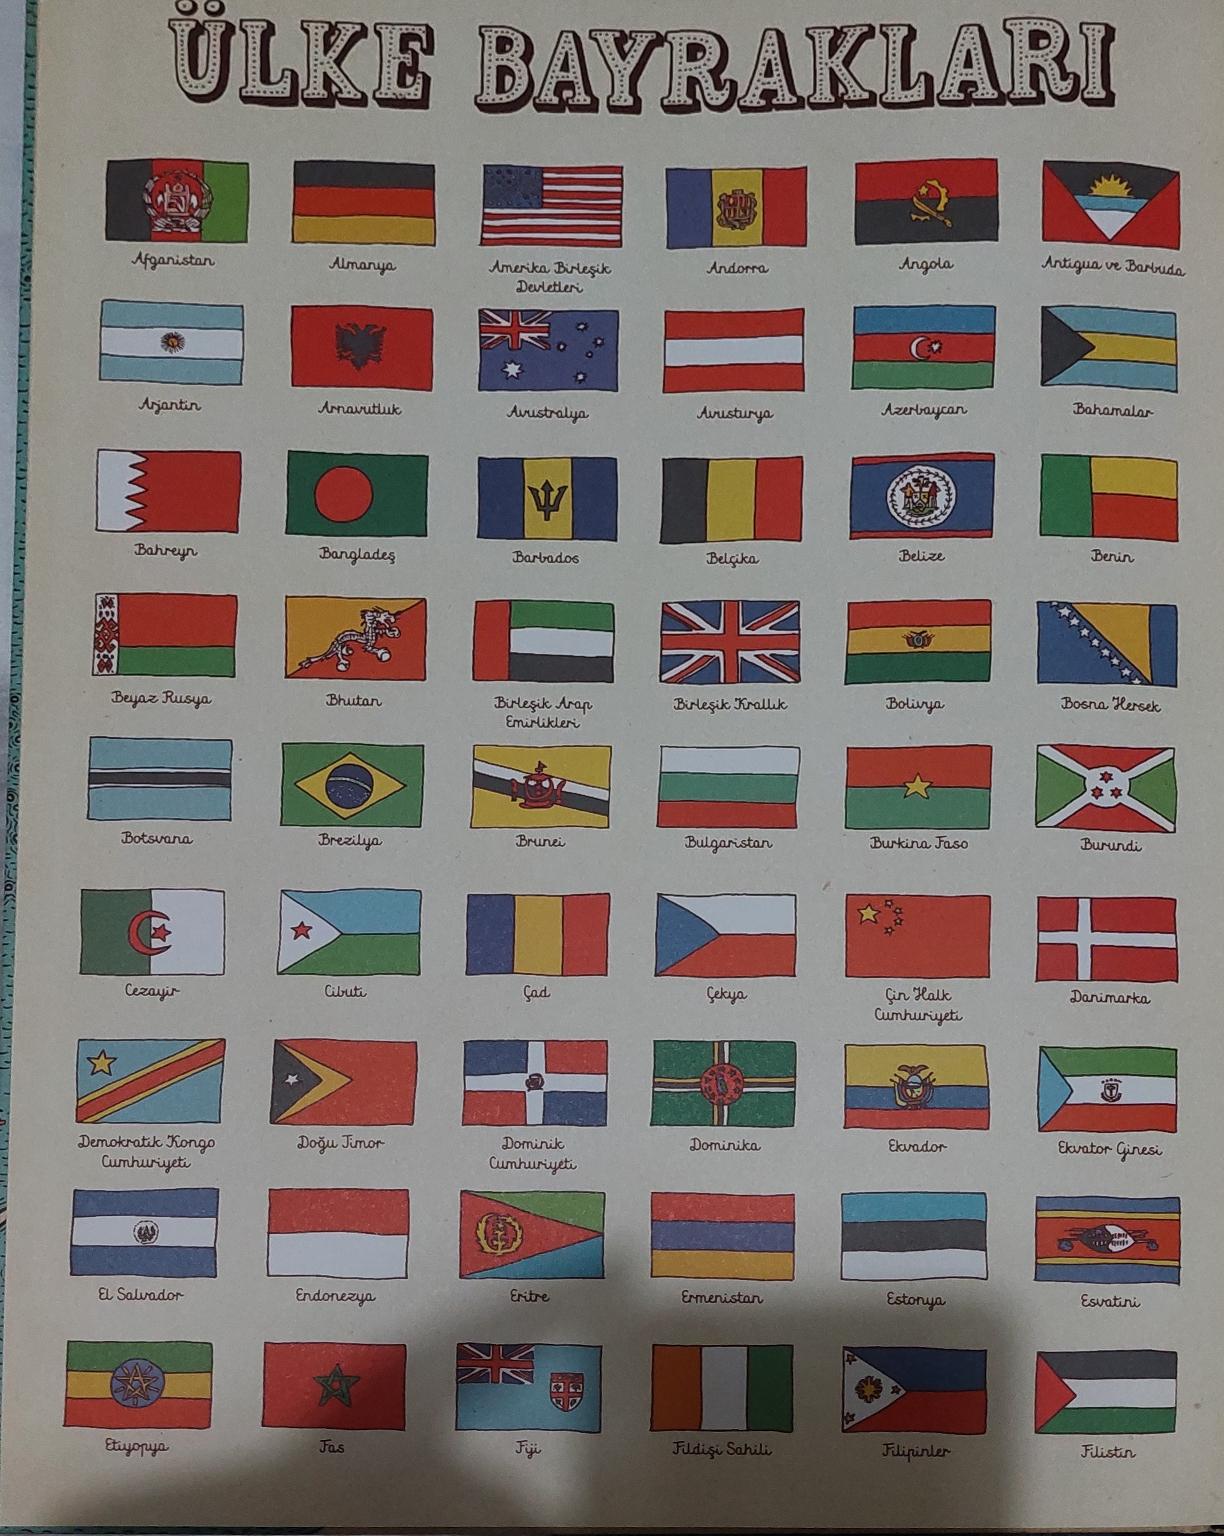 ÜLKE BAYRAKLARI
Afganistan
Almanya
Amerika Birleşik
Devletleri
Andorra
Angola
Antigua ve Barbuda
Arjantin
Arnavutluk
Avustralya
Avusturya
Azerbaycan
Bahamalar
Bahreyn
Bangladeş
Barbados
Belçika
Belize
Benin
Beyaz Rusya
Bhutan
Birleşik Arap
Emirlikleri
Birleşik Krallık
Bolivya
Bosna Hersek
Botsvana
Brezilya
Brunei
Bulgaristan
Burkina Faso
Burundi
Cezayir
Cibuti
Çad
Çekya
Çin Halk
Cumhuriyeti
Danimarka
Demokratik Kongo
Cumhuriyeti
Doğu Timor
Dominik
Cumhuriyeti
Dominika
Ekvador
Ekvator Ginesi
El Salvador
Endonezya
Eritre
Ermenistan
Estonya
Esvatini
Etiyopya
Fas
Fiji
Fildişi Sahili
Filipinler
Filistin